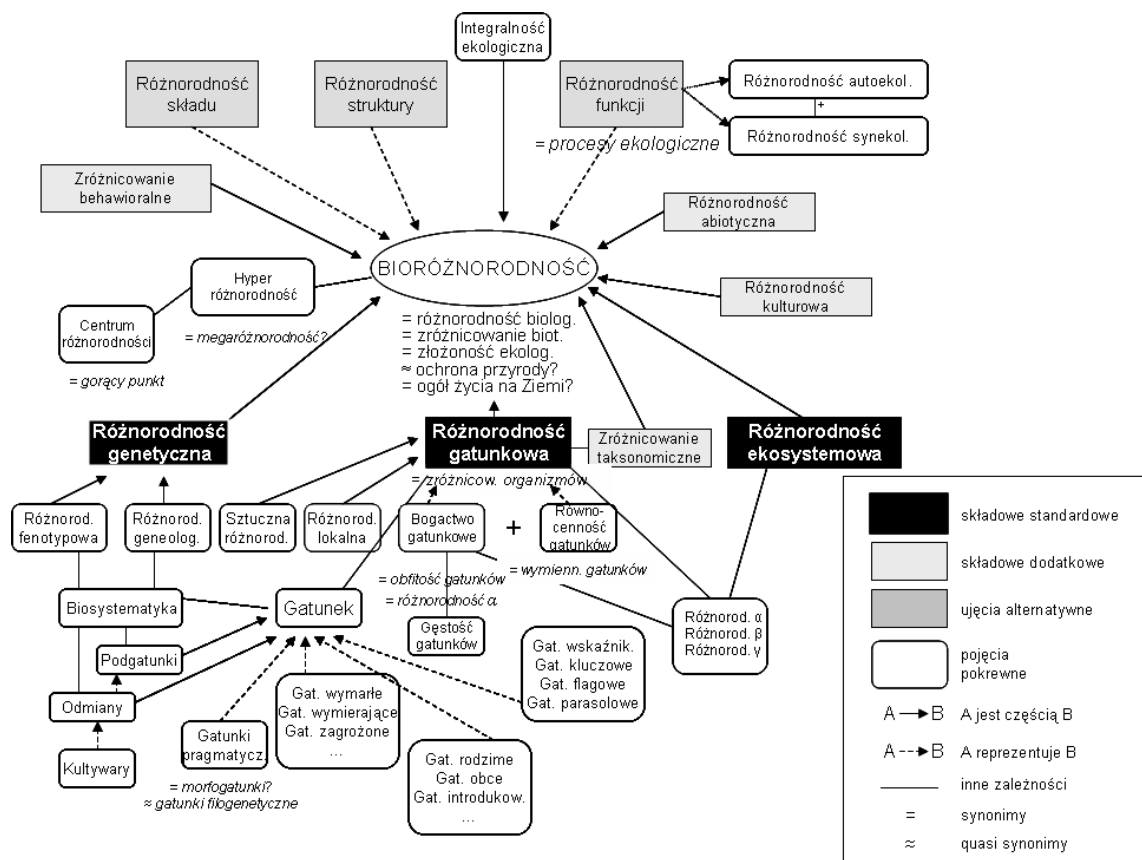 Integralność
ekologiczna
Różnorodność
składu
Różnorodność
struktury
Różnorodność
funkcji
Różnorodność autoekol.
+
Różnorodność synekol.
= procesy ekologiczne
Zróżnicowanie
behawioralne
Różnorodność
abiotyczna
BIORÓŻNORODNOŚĆ
Hyper
różnorodność
Różnorodność
kulturowa
Centrum
różnorodności
= megaróżnorodność?
= gorący punkt
= różnorodność biolog.
= zróżnicowanie biot.
= złożoność ekolog.
≈ ochrona przyrody?
= ogół życia na Ziemi?
Różnorodność
genetyczna
Różnorodność
gatunkowa
Zróżnicowanie
taksonomiczne
Różnorodność
ekosystemowa
= zróżnicow. organizmów
Różnorod.
fenotypowa
Różnorod.
geneolog.
Sztuczna
różnorod.
Różnorod.
lokalna
Bogactwo
gatunkowe
+
Równo-
cenność
gatunków
= obfitość gatunków
= różnorodność α
= wymienn. gatunków
Biosystematyka
Gatunek
Gęstość
gatunków
Różnorod. α
Różnorod. β
Różnorod. γ
Podgatunki
Odmiany
Kultywary
Gatunki
pragmatycz.
= morfogatunki?
≈ gatunki filogenetyczne
Gat. wymarłe
Gat. wymierające
Gat. zagrożone
...
Gat. wskaźnik.
Gat. kluczowe
Gat. flagowe
Gat. parasolowe
Gat. rodzime
Gat. obce
Gat. introdukow.
...
składowe standardowe
składowe dodatkowe
ujęcia alternatywne
pojęcia
pokrewne
A → B A jest częścią B
A --→ B A reprezentuje B
inne zależności
= synonimy
≈ quasi synonimy